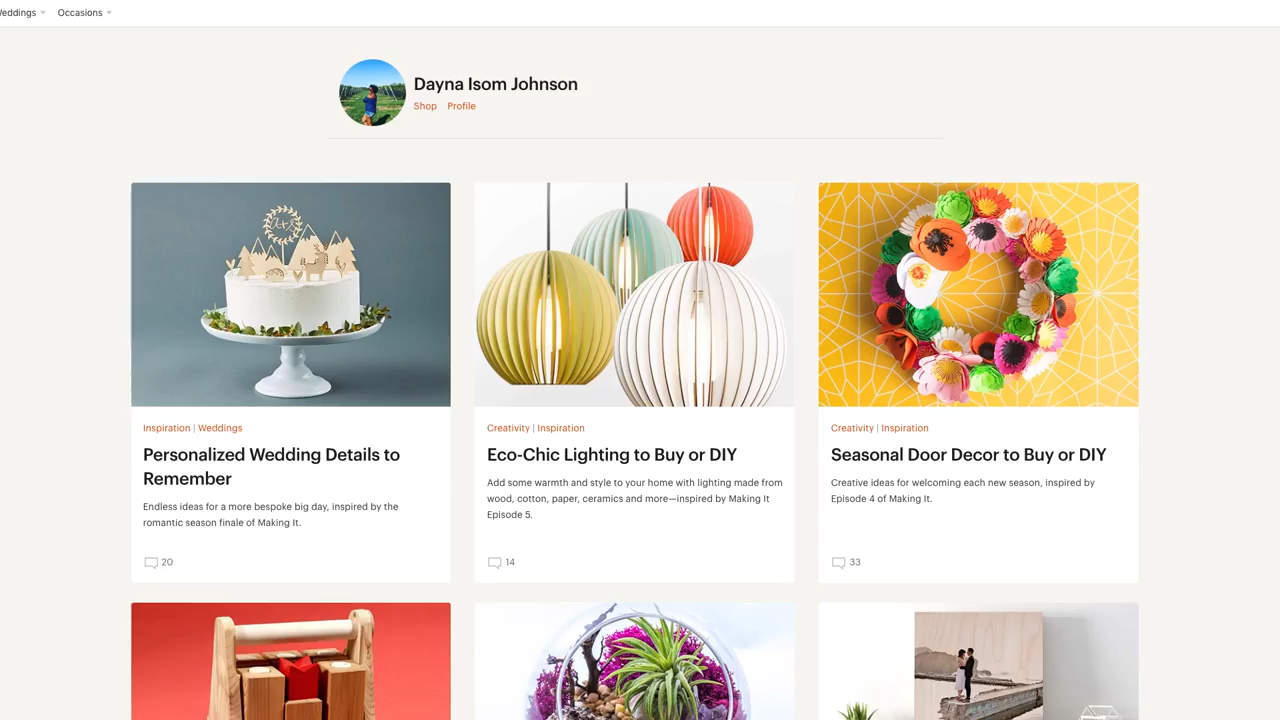 Weddings
Occasions
Dayna Isom Johnson
Shop
Profile
Inspiration | Weddings
Personalized Wedding Details to
Remember
Endless ideas for a more bespoke big day, inspired by the
romantic season finale of Making It.
20
Creativity | Inspiration
Eco-Chic Lighting to Buy or DIY
Add some warmth and style to your home with lighting made from
wood, cotton, paper, ceramics and more—inspired by Making It
Episode 5.
14
Creativity | Inspiration
Seasonal Door Decor to Buy or DIY
Creative ideas for welcoming each new season, inspired by
Episode 4 of Making It.
33